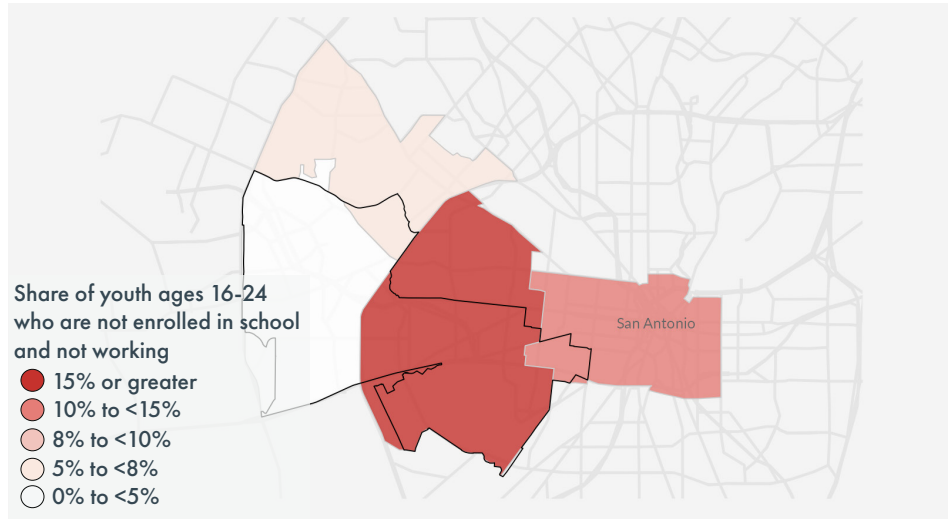 San Antonio
Share of youth ages 16-24
who are not enrolled in school
and not working
15% or greater
10% to <15%
8% to <10%
5% to <8%
0% to <5%